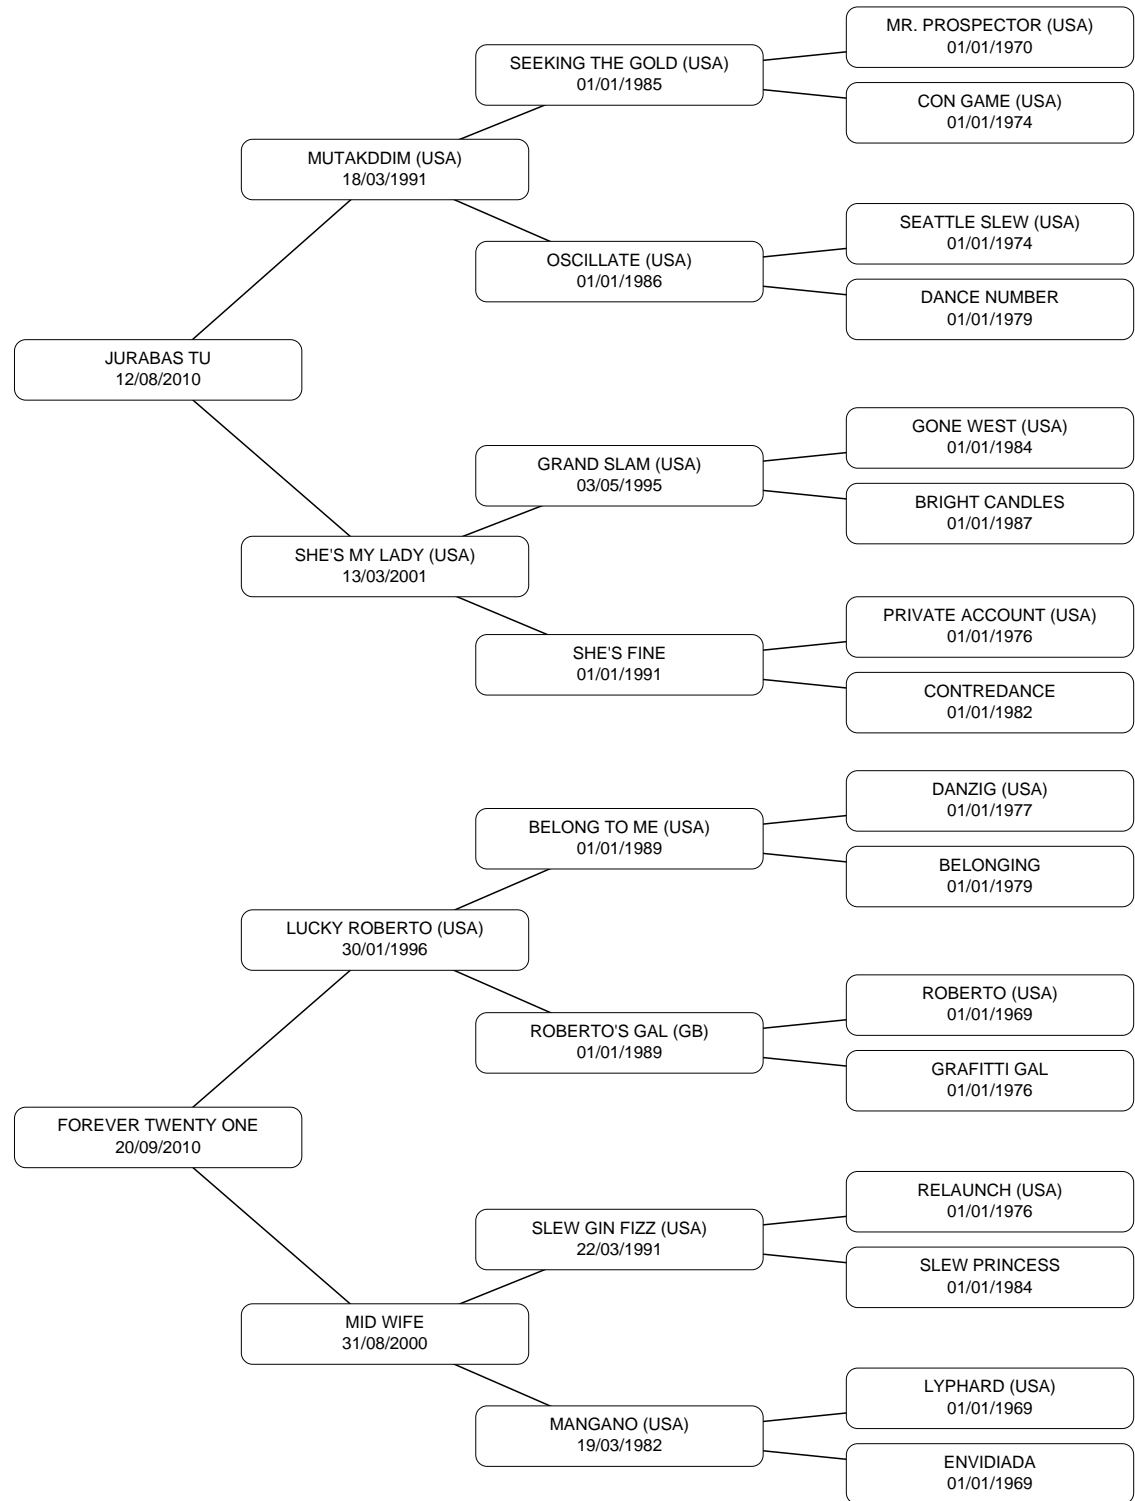 MR. PROSPECTOR (USA)
01/01/1970
SEEKING THE GOLD (USA)
01/01/1985
CON GAME (USA)
01/01/1974
MUTAKDDIM (USA)
18/03/1991
SEATTLE SLEW (USA)
01/01/1974
OSCILLATE (USA)
01/01/1986
DANCE NUMBER
01/01/1979
JURABAS TU
12/08/2010
GONE WEST (USA)
01/01/1984
GRAND SLAM (USA)
03/05/1995
BRIGHT CANDLES
01/01/1987
SHE'S MY LADY (USA)
13/03/2001
PRIVATE ACCOUNT (USA)
01/01/1976
SHE'S FINE
01/01/1991
CONTREDANCE
01/01/1982
DANZIG (USA)
01/01/1977
BELONG TO ME (USA)
01/01/1989
BELONGING
01/01/1979
LUCKY ROBERTO (USA)
30/01/1996
ROBERTO (USA)
01/01/1969
ROBERTO'S GAL (GB)
01/01/1989
GRAFITTI GAL
01/01/1976
FOREVER TWENTY ONE
20/09/2010
RELAUNCH (USA)
01/01/1976
SLEW GIN FIZZ (USA)
22/03/1991
SLEW PRINCESS
01/01/1984
MID WIFE
31/08/2000
LYPHARD (USA)
01/01/1969
MANGANO (USA)
19/03/1982
ENVIDIADA
01/01/1969